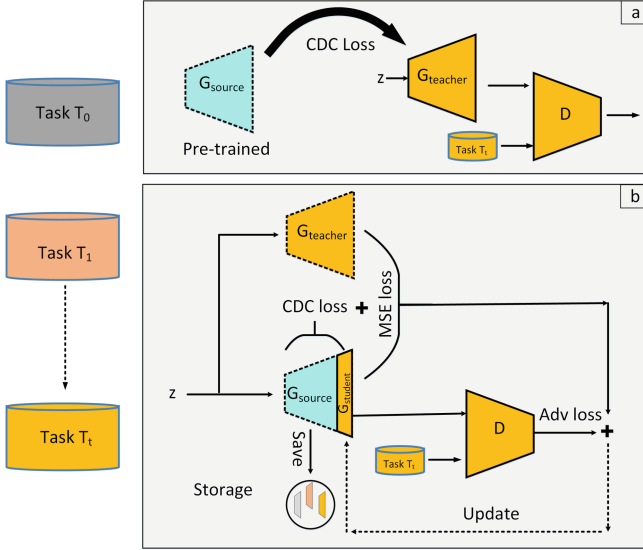 Task T0
Task T1
Task Tt
a
CDC Loss
Gsource
Pre-trained
z
Gteacher
D
Task Tt
b
Gteacher
CDC loss
+
MSE loss
z
Gsource
Gstudent
D
Adv loss
+
Task Tt
Save
Storage
Update